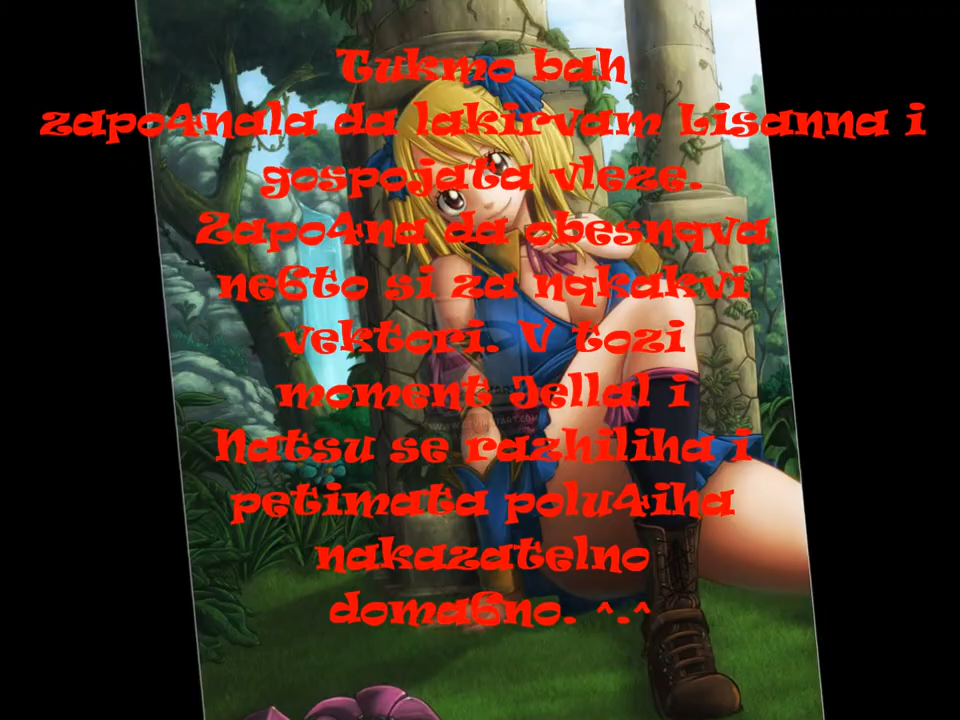 Tukmo bah
zapo4nala da lakirvam Lisanna i
gospojata vleze.
Zapo4na da obesnqva
ne6to si za nqkakvi
vektori. V tozi
moment Jellal i
Natsu se razhiliha i
petimata polu4iha
nakazatelno
doma6no. ^.^